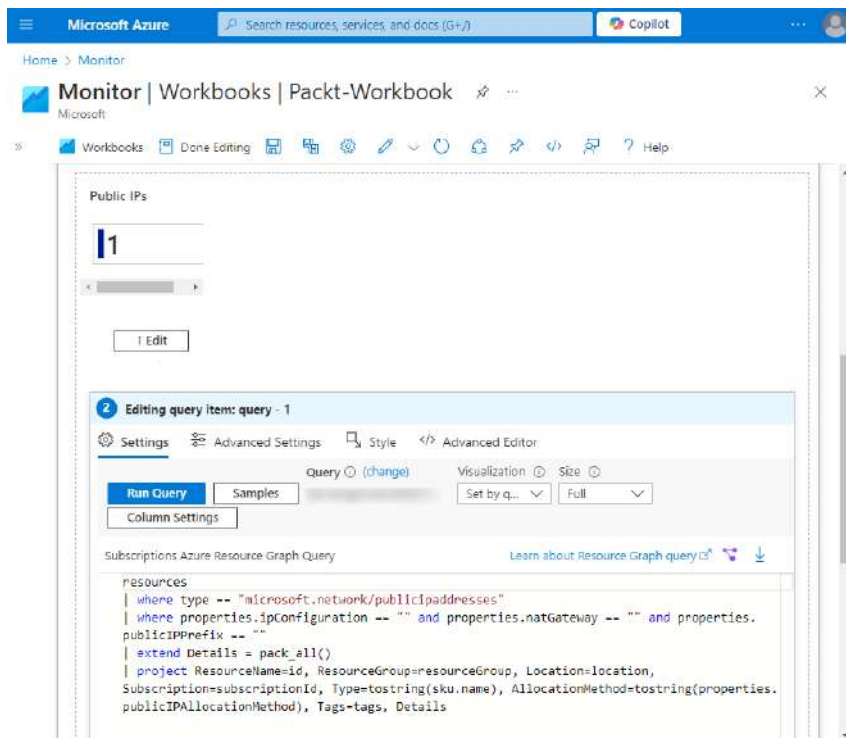 Microsoft Azure
Search resources, services, and docs (G+/)
Copilot
...
Home > Monitor
Monitor | Workbooks | Packt-Workbook
...
Microsoft
»
Workbooks
Done Editing
? Help
Public IPs
1
↑ Edit
2 Editing query item: query - 1
Settings
Advanced Settings
Style
</> Advanced Editor
Query (change)
Visualization
Size
Run Query
Samples
Set by q...
Full
Column Settings
Subscriptions Azure Resource Graph Query
Learn about Resource Graph query
resources
| where type == "microsoft.network/publicipaddresses"
| where properties.ipConfiguration == "" and properties.natGateway == "" and properties.
publicIPPrefix == ""
| extend Details = pack_all()
| project ResourceName=id, ResourceGroup=resourceGroup, Location=location,
Subscription=subscriptionId, Type=tostring(sku.name), AllocationMethod=tostring(properties.
publicIPAllocationMethod), Tags=tags, Details